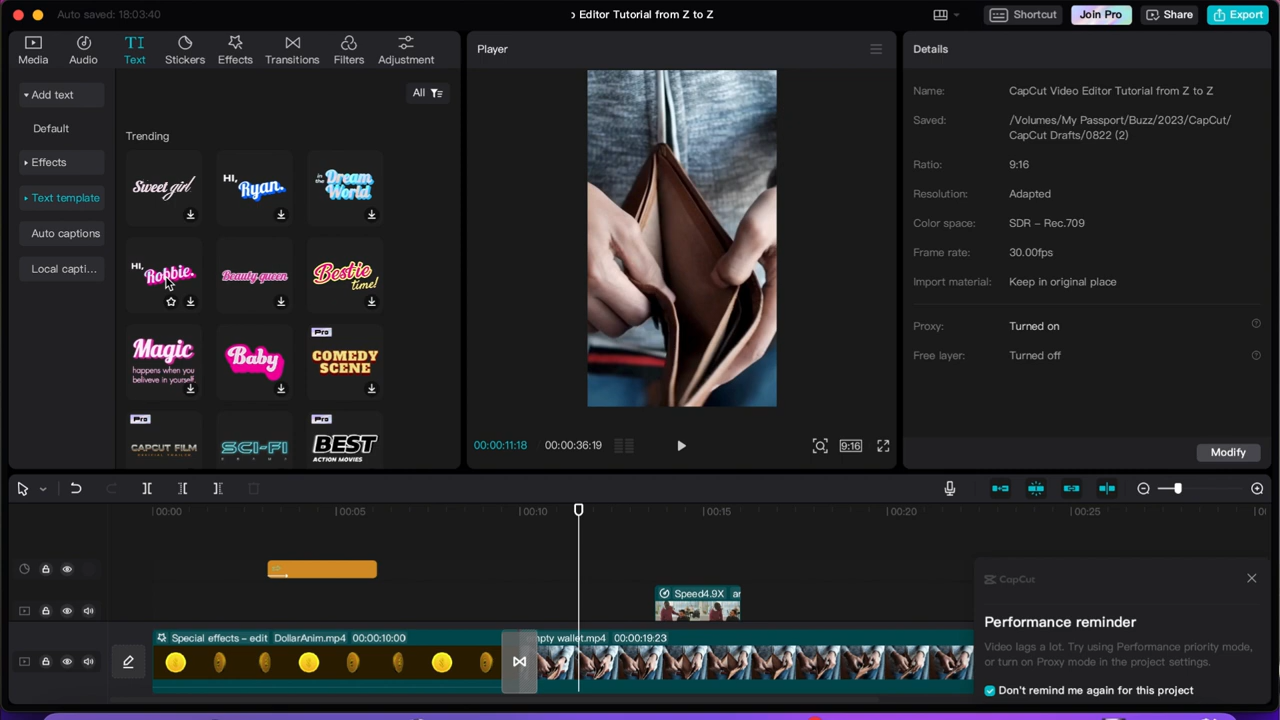 Auto saved: 18:03:40
Editor Tutorial from Z to Z
Shortcut
Join Pro
Share
Export
Media
Audio
TI
Text
Stickers
Effects
Transitions
Filters
Adjustment
Add text
Default
Effects
Text template
Auto captions
Local capti...
All
Trending
Sweet girl
HI, Ryan.
in the Dream World
HI, Robbie.
Beauty queen
Bestie time!
Magic
happens when you
beliveve in yourself.
Baby
Pro
COMEDY
SCENE
Pro
CAPCUT FILM
SCI-FI
Pro
BEST
ACTION MOVIES
Player
00:00:11:18
00:00:36:19
9:16
Details
Name: CapCut Video Editor Tutorial from Z to Z
Saved: /Volumes/My Passport/Buzz/2023/CapCut/
CapCut Drafts/0822 (2)
Ratio: 9:16
Resolution: Adapted
Color space: SDR – Rec.709
Frame rate: 30.00fps
Import material: Keep in original place
Proxy: Turned on
Free layer: Turned off
Modify
00:00
00:05
00:10
00:15
00:20
00:25
Speed4.9X
Special effects – edit DollarAnim.mp4 00:00:10:00
empty wallet.mp4 00:00:19:23
CapCut
Performance reminder
Video lags a lot. Try using Performance priority mode,
or turn on Proxy mode in the project settings.
Don't remind me again for this project